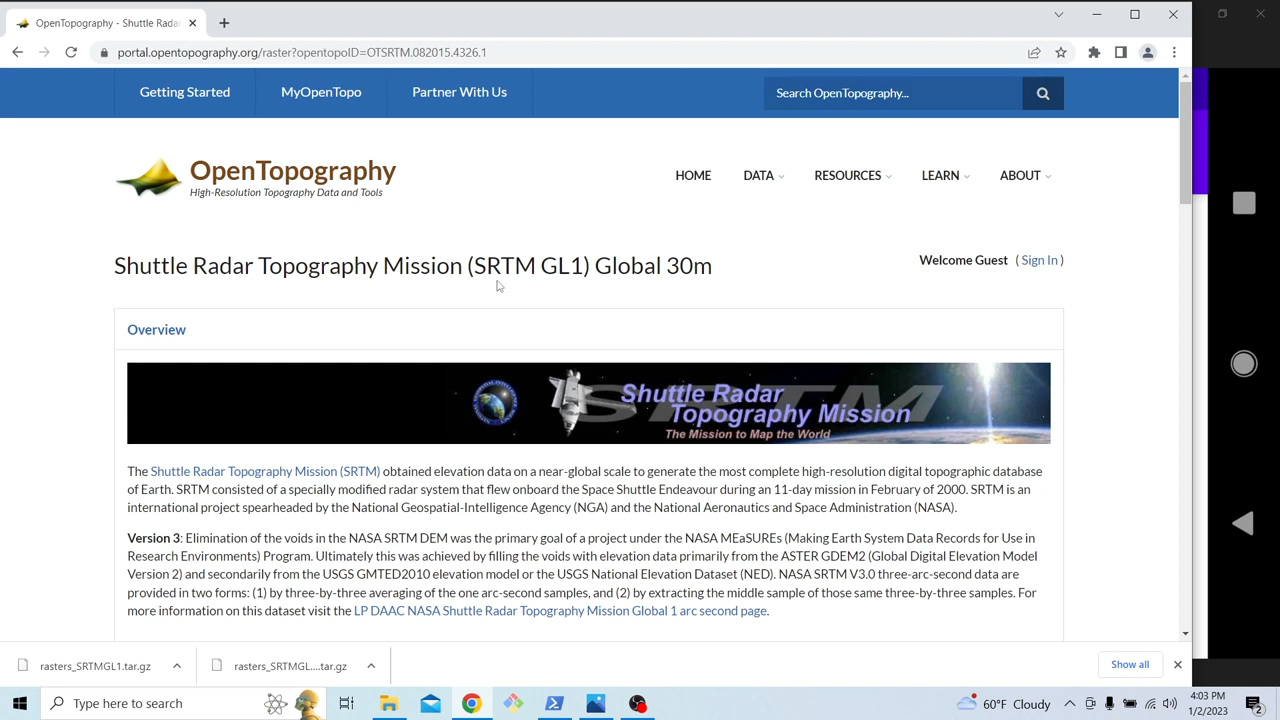 OpenTopography - Shuttle Rada
portal.opentopography.org/raster?opentopoID=OTSRTM.082015.4326.1
Getting Started
MyOpenTopo
Partner With Us
Search OpenTopography...
OpenTopography
High-Resolution Topography Data and Tools
HOME
DATA
RESOURCES
LEARN
ABOUT
Shuttle Radar Topography Mission (SRTM GL1) Global 30m
Welcome Guest ( Sign In )
Overview
SRTM
Shuttle Radar
Topography Mission
The Mission to Map the World
The Shuttle Radar Topography Mission (SRTM) obtained elevation data on a near-global scale to generate the most complete high-resolution digital topographic database
of Earth. SRTM consisted of a specially modified radar system that flew onboard the Space Shuttle Endeavour during an 11-day mission in February of 2000. SRTM is an
international project spearheaded by the National Geospatial-Intelligence Agency (NGA) and the National Aeronautics and Space Administration (NASA).
Version 3: Elimination of the voids in the NASA SRTM DEM was the primary goal of a project under the NASA MEaSUREs (Making Earth System Data Records for Use in
Research Environments) Program. Ultimately this was achieved by filling the voids with elevation data primarily from the ASTER GDEM2 (Global Digital Elevation Model
Version 2) and secondarily from the USGS GMTED2010 elevation model or the USGS National Elevation Dataset (NED). NASA SRTM V3.0 three-arc-second data are
provided in two forms: (1) by three-by-three averaging of the one arc-second samples, and (2) by extracting the middle sample of those same three-by-three samples. For
more information on this dataset visit the LP DAAC NASA Shuttle Radar Topography Mission Global 1 arc second page.
rasters_SRTMGL1.tar.gz
rasters_SRTMGL....tar.gz
Show all
Type here to search
60°F Cloudy
4:03 PM
1/2/2023
2